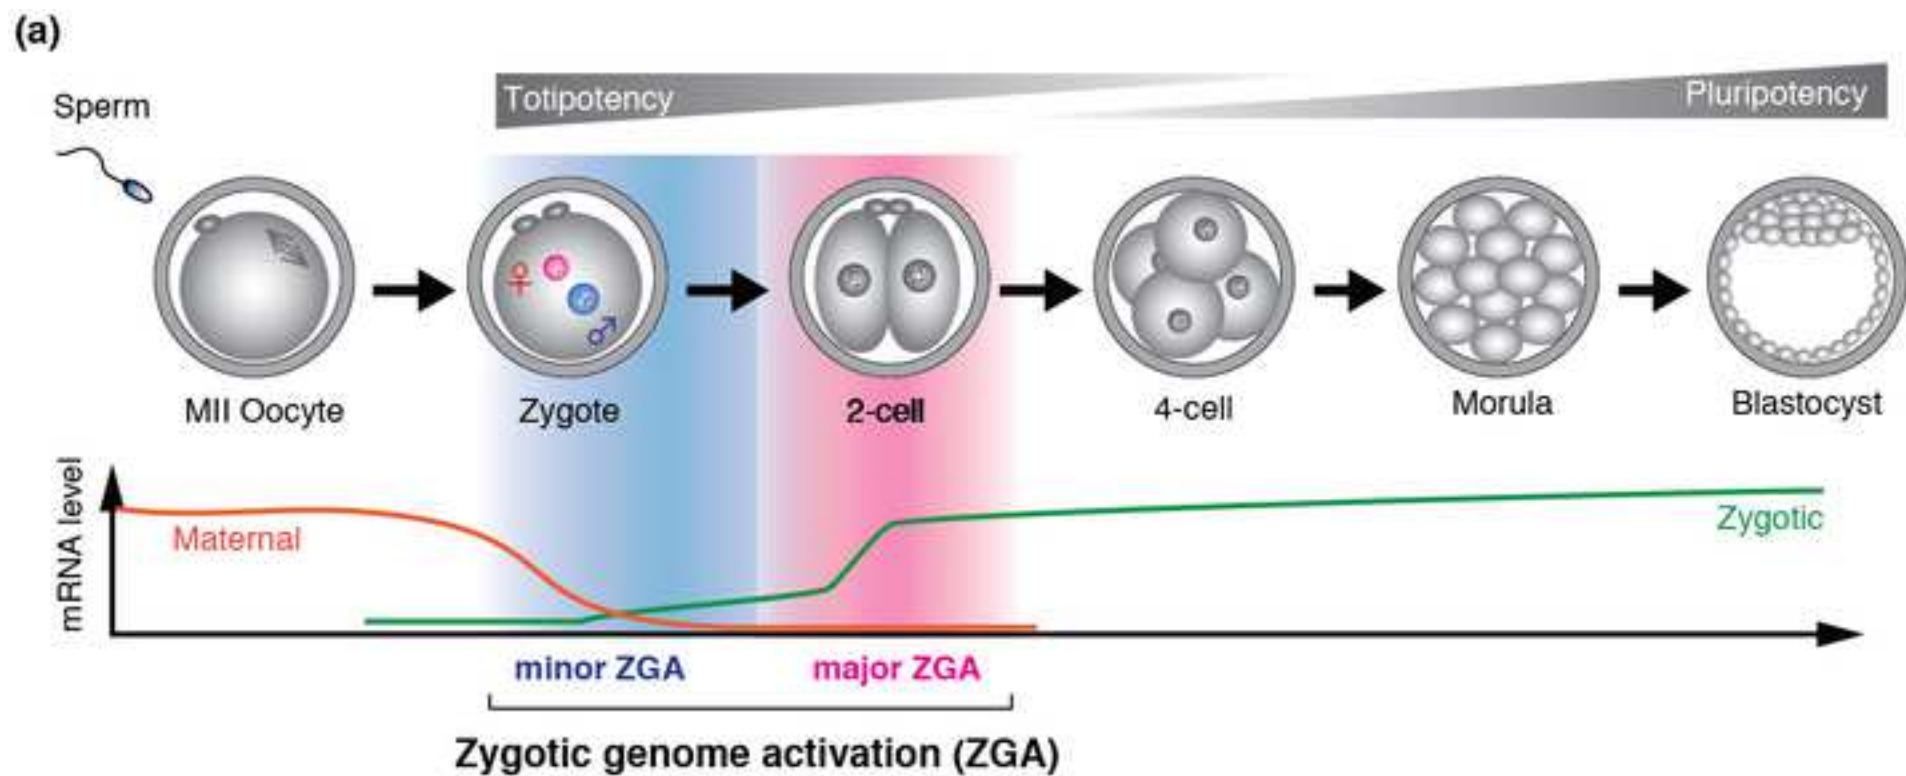 (a)
Sperm
Totipotency
Pluripotency
♀
♂
MII Oocyte
Zygote
2-cell
4-cell
Morula
Blastocyst
mRNA level
Maternal
Zygotic
minor ZGA
major ZGA
Zygotic genome activation (ZGA)